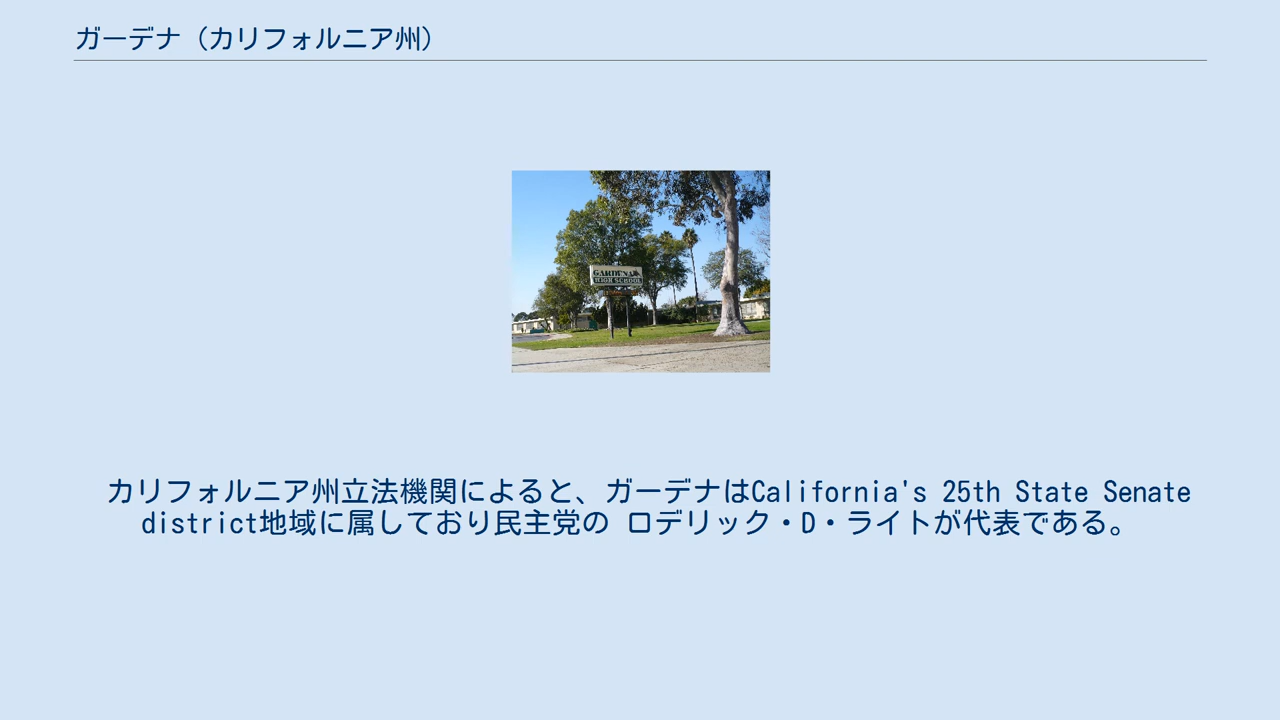 ガーデナ（カリフォルニア州）
GARDENA
HIGH SCHOOL
カリフォルニア州立法機関によると、ガーデナはCalifornia's 25th State Senate
district地域に属しており民主党の ロデリック・D・ライトが代表である。